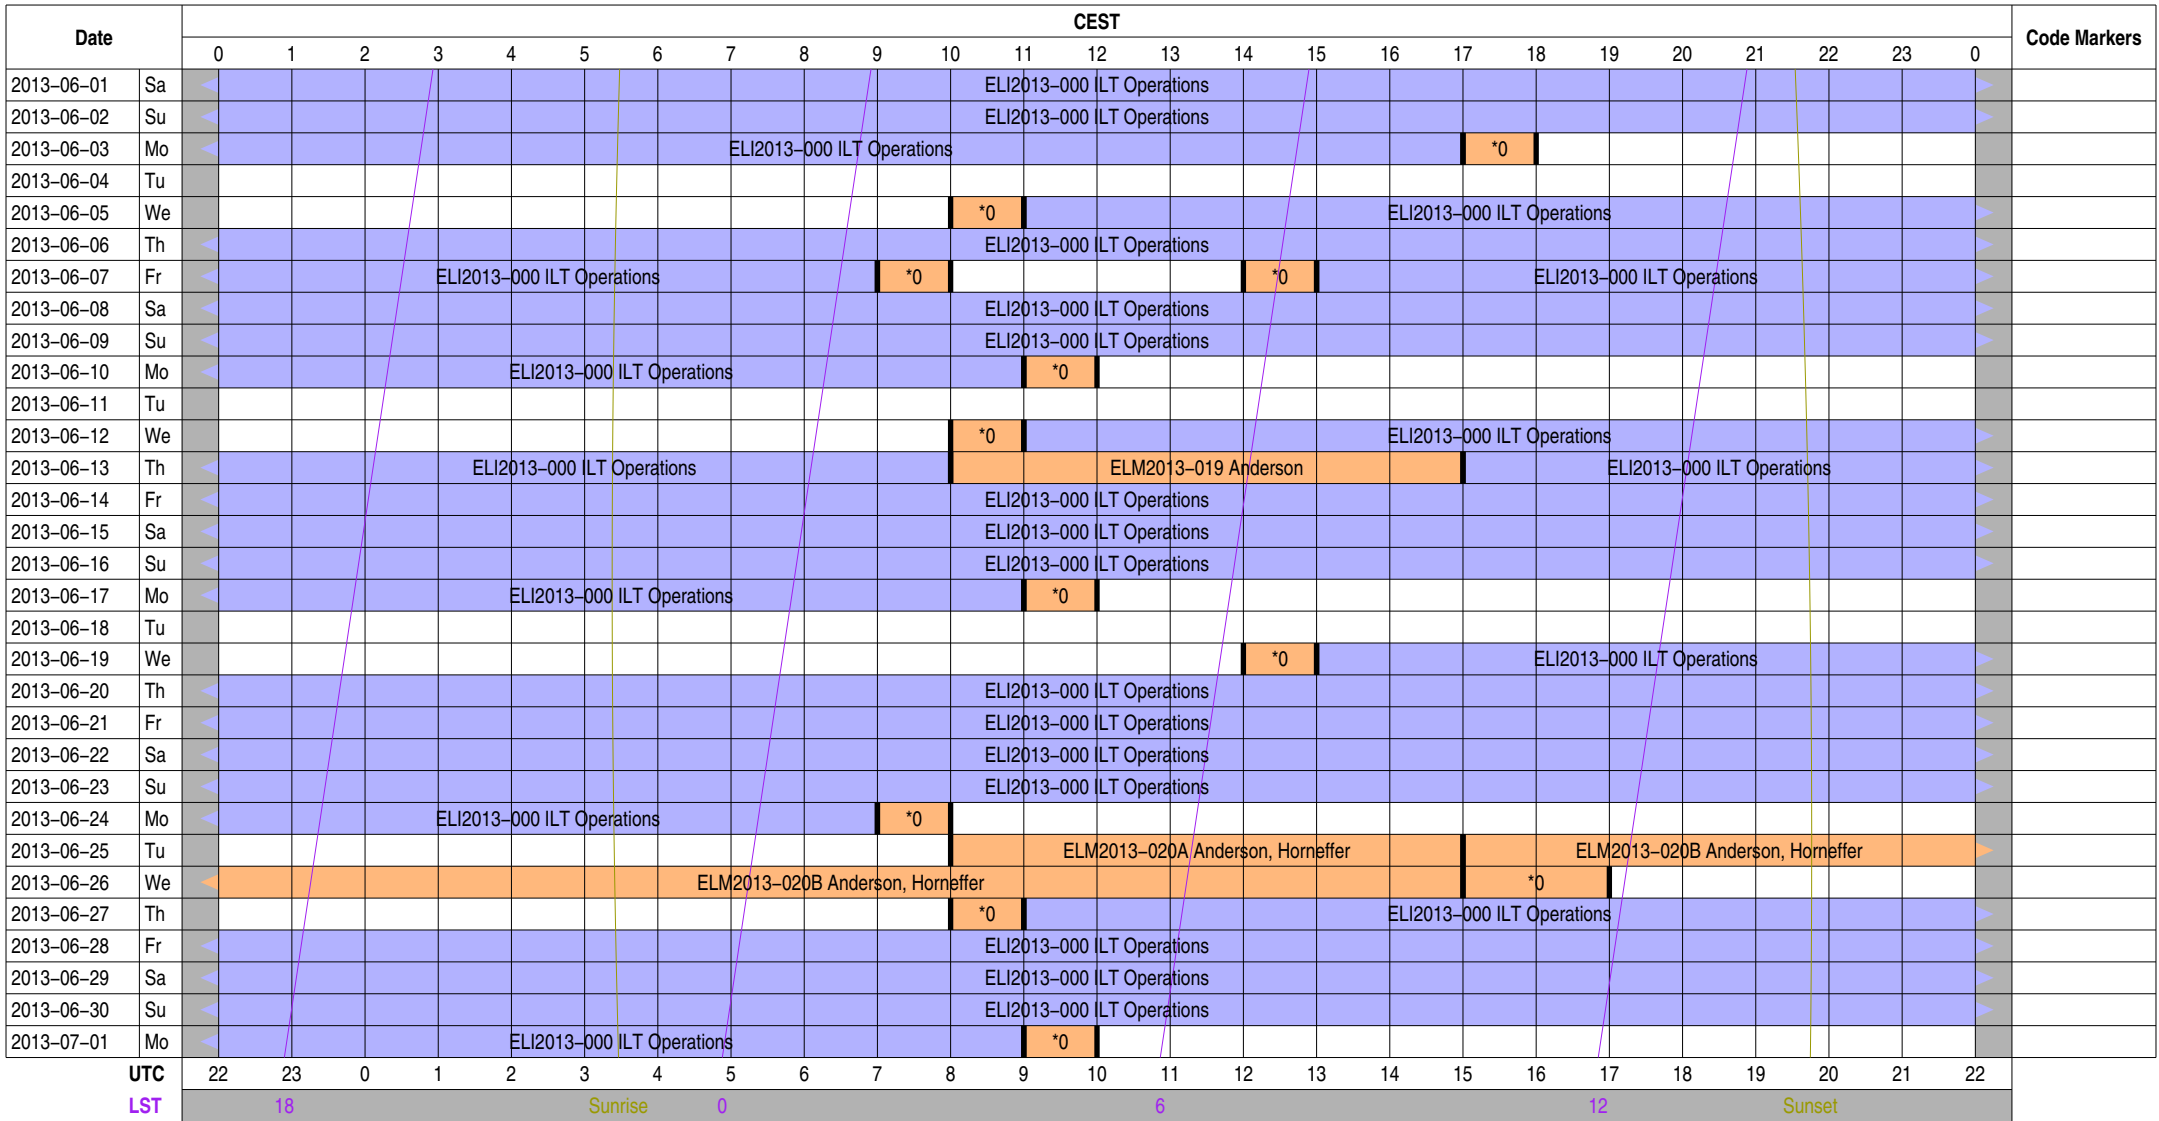 CEST
Date Code Markers
0 1 2 3 4 5 6 7 8 9 10 11 12 13 14 15 16 17 18 19 20 21 22 23 0
2013-06-01 Sa ELI2013-000 ILT Operations
2013-06-02 Su ELI2013-000 ILT Operations
2013-06-03 Mo ELI2013-000 ILT Operations *0
2013-06-04 Tu
2013-06-05 We *0 ELI2013-000 ILT Operations
2013-06-06 Th ELI2013-000 ILT Operations
2013-06-07 Fr ELI2013-000 ILT Operations *0 *0 ELI2013-000 ILT Operations
2013-06-08 Sa ELI2013-000 ILT Operations
2013-06-09 Su ELI2013-000 ILT Operations
2013-06-10 Mo ELI2013-000 ILT Operations *0
2013-06-11 Tu
2013-06-12 We *0 ELI2013-000 ILT Operations
2013-06-13 Th ELI2013-000 ILT Operations ELM2013-019 Anderson ELI2013-000 ILT Operations
2013-06-14 Fr ELI2013-000 ILT Operations
2013-06-15 Sa ELI2013-000 ILT Operations
2013-06-16 Su ELI2013-000 ILT Operations
2013-06-17 Mo ELI2013-000 ILT Operations *0
2013-06-18 Tu
2013-06-19 We *0 ELI2013-000 ILT Operations
2013-06-20 Th ELI2013-000 ILT Operations
2013-06-21 Fr ELI2013-000 ILT Operations
2013-06-22 Sa ELI2013-000 ILT Operations
2013-06-23 Su ELI2013-000 ILT Operations
2013-06-24 Mo ELI2013-000 ILT Operations *0
2013-06-25 Tu ELM2013-020A Anderson, Horneffer ELM2013-020B Anderson, Horneffer
2013-06-26 We ELM2013-020B Anderson, Horneffer *0
2013-06-27 Th *0 ELI2013-000 ILT Operations
2013-06-28 Fr ELI2013-000 ILT Operations
2013-06-29 Sa ELI2013-000 ILT Operations
2013-06-30 Su ELI2013-000 ILT Operations
2013-07-01 Mo ELI2013-000 ILT Operations *0
UTC 22 23 0 1 2 3 4 5 6 7 8 9 10 11 12 13 14 15 16 17 18 19 20 21 22
LST 18 Sunrise 0 6 12 Sunset